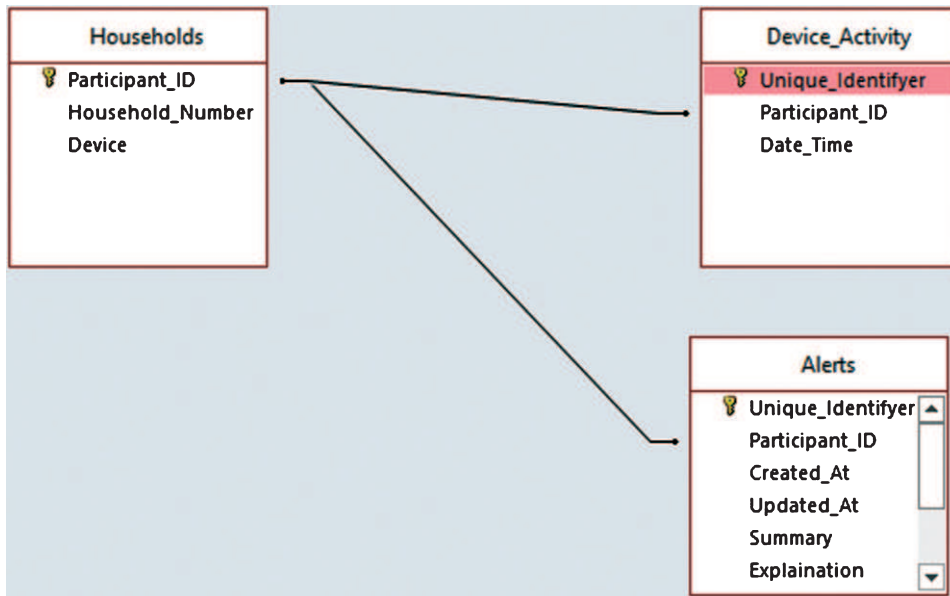 Households
Participant_ID
Household_Number
Device
Device_Activity
Unique_Identifyer
Participant_ID
Date_Time
Alerts
Unique_Identifyer
Participant_ID
Created_At
Updated_At
Summary
Explaination